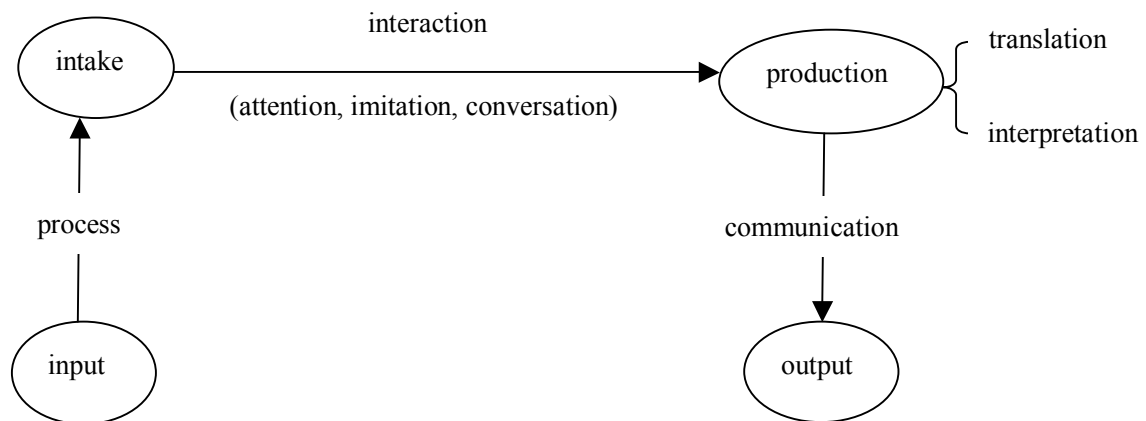 interaction
translation
intake
production
(attention, imitation, conversation)
interpretation
process
communication
input
output